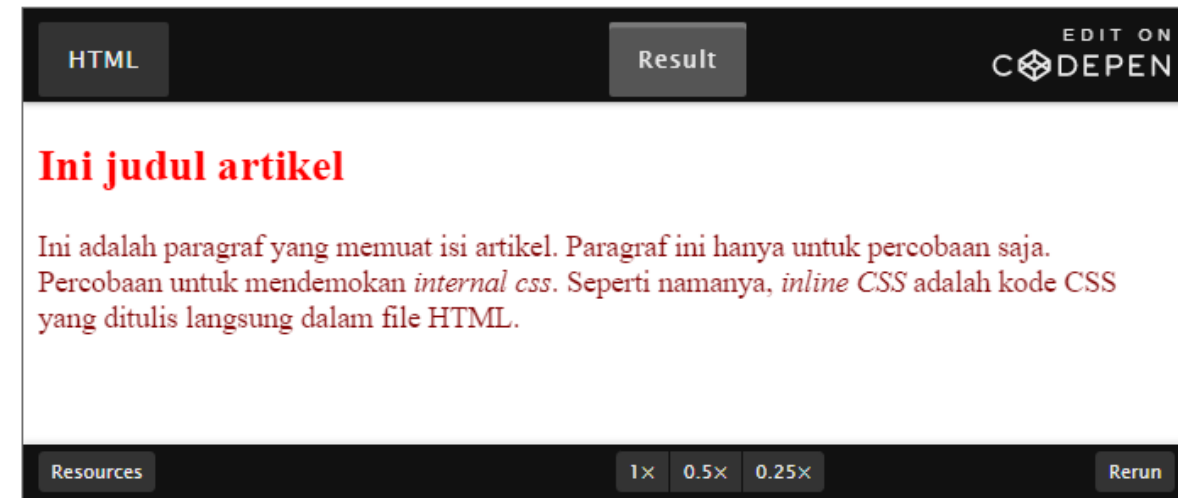 HTML
Result
EDIT ON
CODEPEN
Ini judul artikel
Ini adalah paragraf yang memuat isi artikel. Paragraf ini hanya untuk percobaan saja.
Percobaan untuk mendemokan internal css. Seperti namanya, inline CSS adalah kode CSS
yang ditulis langsung dalam file HTML.
Resources
1× 0.5× 0.25×
Rerun